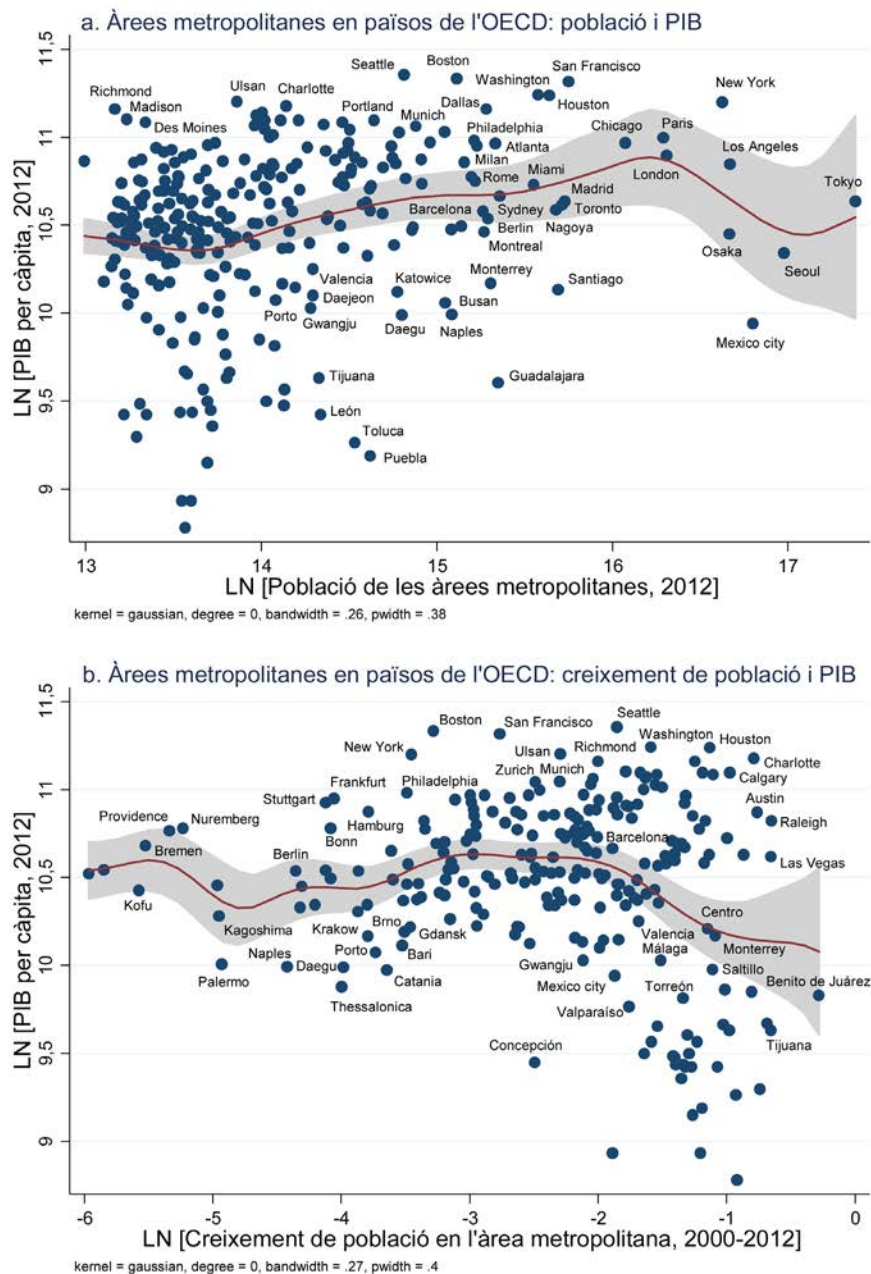 a. Àrees metropolitanes en països de l'OECD: població i PIB
11,5
Seattle
Boston
San Francisco
Washington
Richmond
Ulsan
Charlotte
New York
Madison
Portland
Dallas
Houston
Des Moines
Munich
11
Philadelphia
Chicago
Paris
Atlanta
Los Angeles
Milan
Miami
Rome
London
Tokyo
Madrid
10,5
Barcelona
Sydney
Toronto
Berlin
Nagoya
Montreal
Osaka
Seoul
Valencia
Katowice
Monterrey
Santiago
Daejeon
Busan
Porto
10
Gwangju
Daegu
Naples
Mexico city
Tijuana
Guadalajara
9,5
León
Toluca
Puebla
9
LN [PIB per càpita, 2012]
13
14
15
16
17
LN [Població de les àrees metropolitanes, 2012]
kernel = gaussian, degree = 0, bandwidth = .26, pwidth = .38
b. Àrees metropolitanes en països de l'OECD: creixement de població i PIB
11,5
Boston
San Francisco
Seattle
Washington
Houston
New York
Ulsan
Richmond
Charlotte
Zurich
Munich
Calgary
Frankfurt
Philadelphia
Stuttgart
11
Austin
Providence
Nuremberg
Hamburg
Raleigh
Bonn
Barcelona
Bremen
Berlin
Las Vegas
10,5
Kofu
Centro
Kagoshima
Krakow
Brno
Gdansk
Valencia
Monterrey
Naples
Porto
Bari
Málaga
10
Palermo
Daegu
Catania
Gwangju
Saltillo
Mexico city
Torreón
Benito de Juárez
Thessalonica
Valparaíso
Concepción
Tijuana
9,5
9
LN [PIB per càpita, 2012]
-6
-5
-4
-3
-2
-1
0
LN [Creixement de població en l'àrea metropolitana, 2000-2012]
kernel = gaussian, degree = 0, bandwidth = .27, pwidth = .4